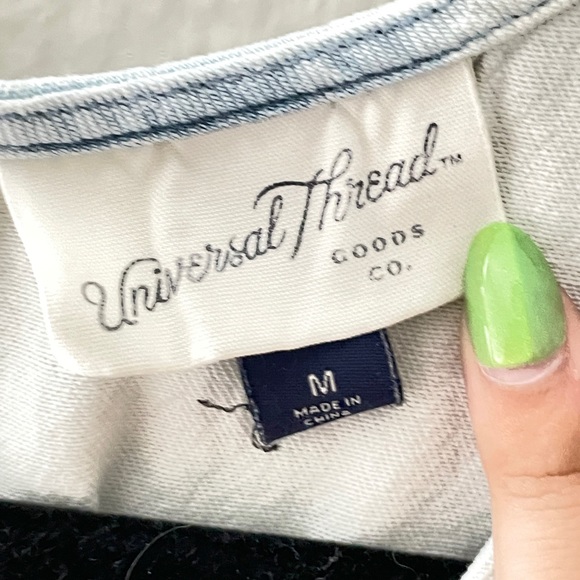 Universal Thread™
GOODS
CO.
M
MADE IN
CHINA